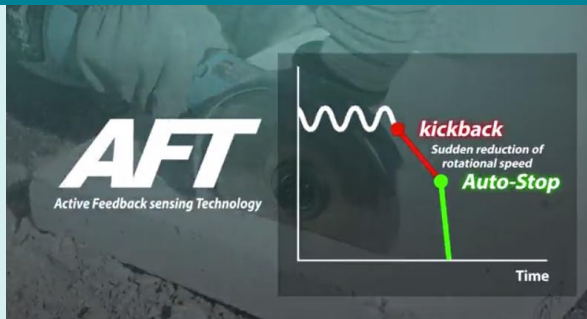 AFT
Active Feedback sensing Technology
kickback
Sudden reduction of
rotational speed
Auto-Stop
Time